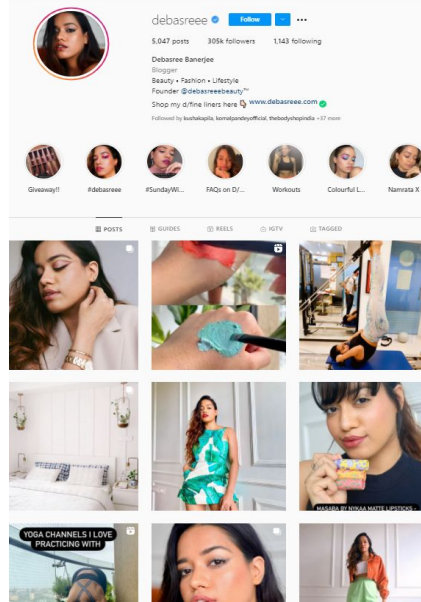 debasreee Follow
5,047 posts 305k followers 1,143 following
Debasree Banerjee
Blogger
Beauty • Fashion • Lifestyle
Founder @debasreeebeauty™
Shop my d/fine liners here www.debasreee.com
Followed by kushakapila, komalpandeyofficial, thebodyshopindia +37 more
Giveaway!! #debasreee #SundayWi... FAQs on D/... Workouts Colourful L... Namrata X
POSTS GUIDES REELS IGTV TAGGED
MASABA BY NYKAA MATTE LIPSTICKS -
YOGA CHANNELS I LOVE
PRACTICING WITH